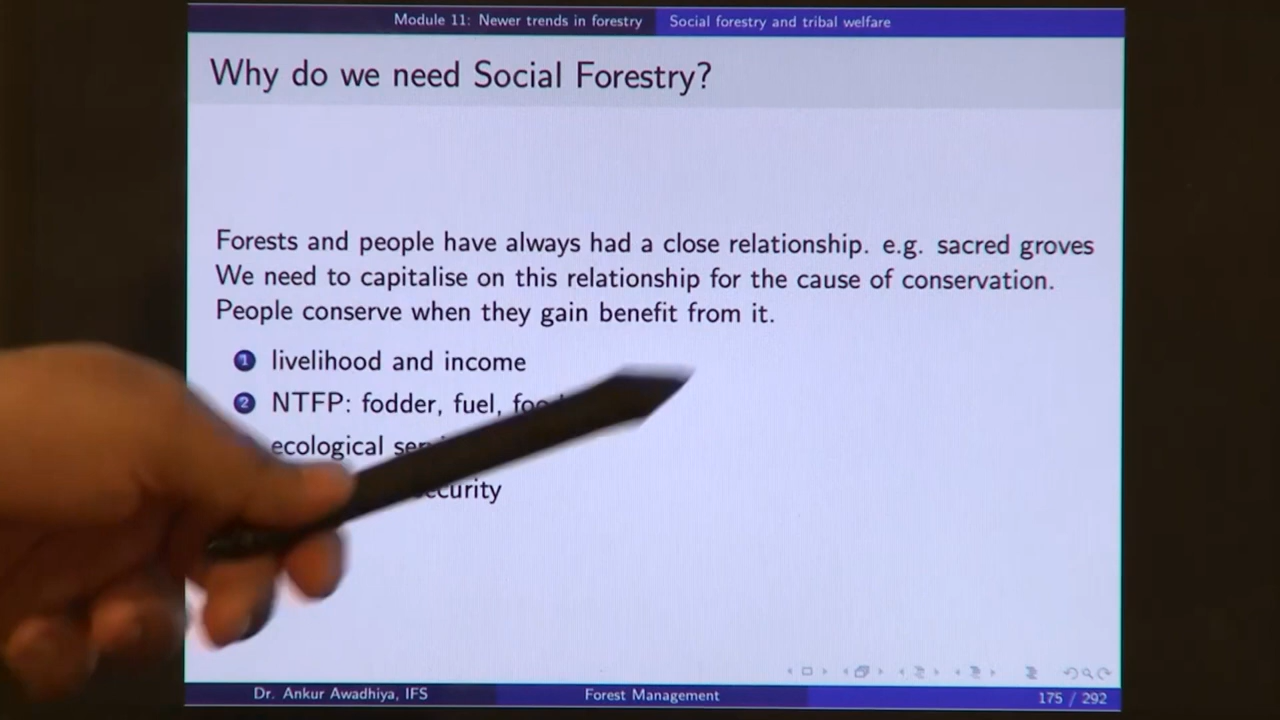 Module 11: Newer trends in forestry Social forestry and tribal welfare
Why do we need Social Forestry?
Forests and people have always had a close relationship. e.g. sacred groves
We need to capitalise on this relationship for the cause of conservation.
People conserve when they gain benefit from it.
1 livelihood and income
2 NTFP: fodder, fuel,
ecological
Dr. Ankur Awadhiya, IFS Forest Management 175 / 292